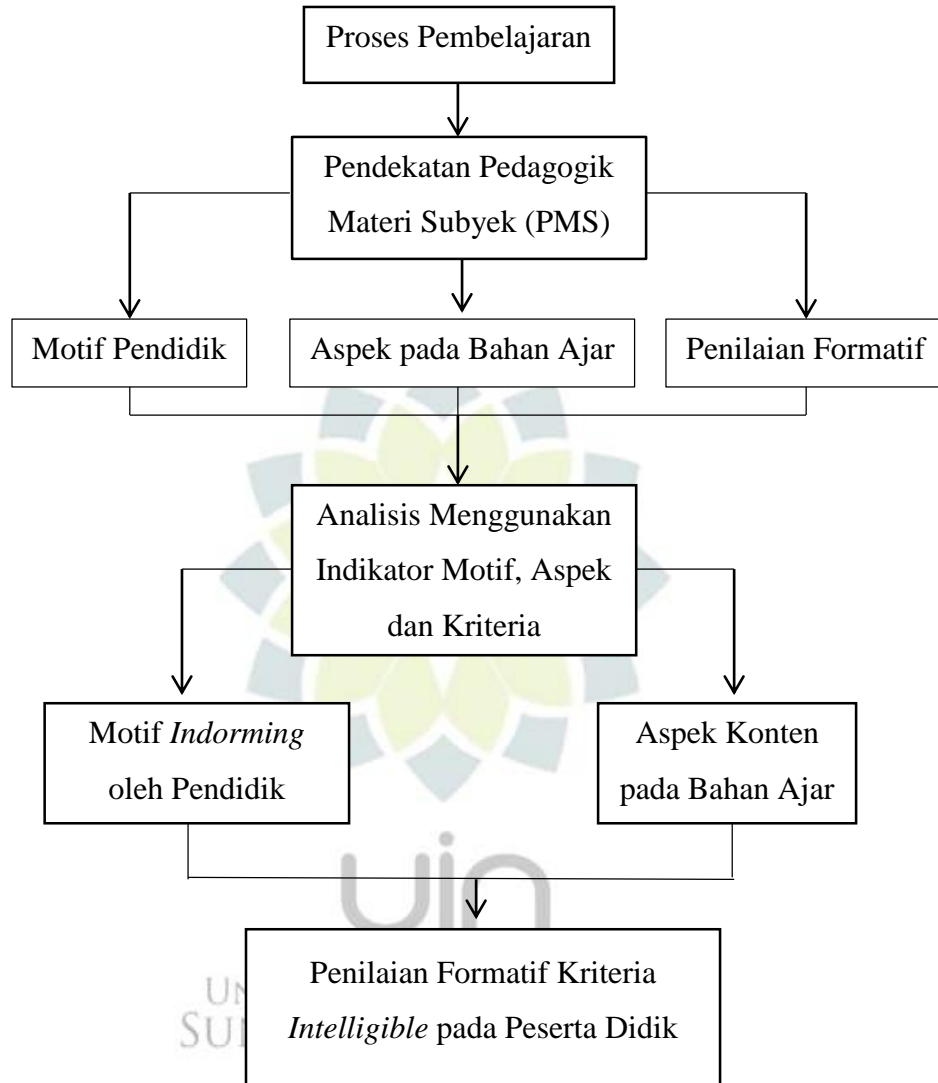 Proses Pembelajaran
Pendekatan Pedagogik
Materi Subyek (PMS)
Motif Pendidik
Aspek pada Bahan Ajar
Penilaian Formatif
Analisis Menggunakan
Indikator Motif, Aspek
dan Kriteria
Motif Indorming
oleh Pendidik
Aspek Konten
pada Bahan Ajar
uin
Penilaian Formatif Kriteria
Intelligible pada Peserta Didik